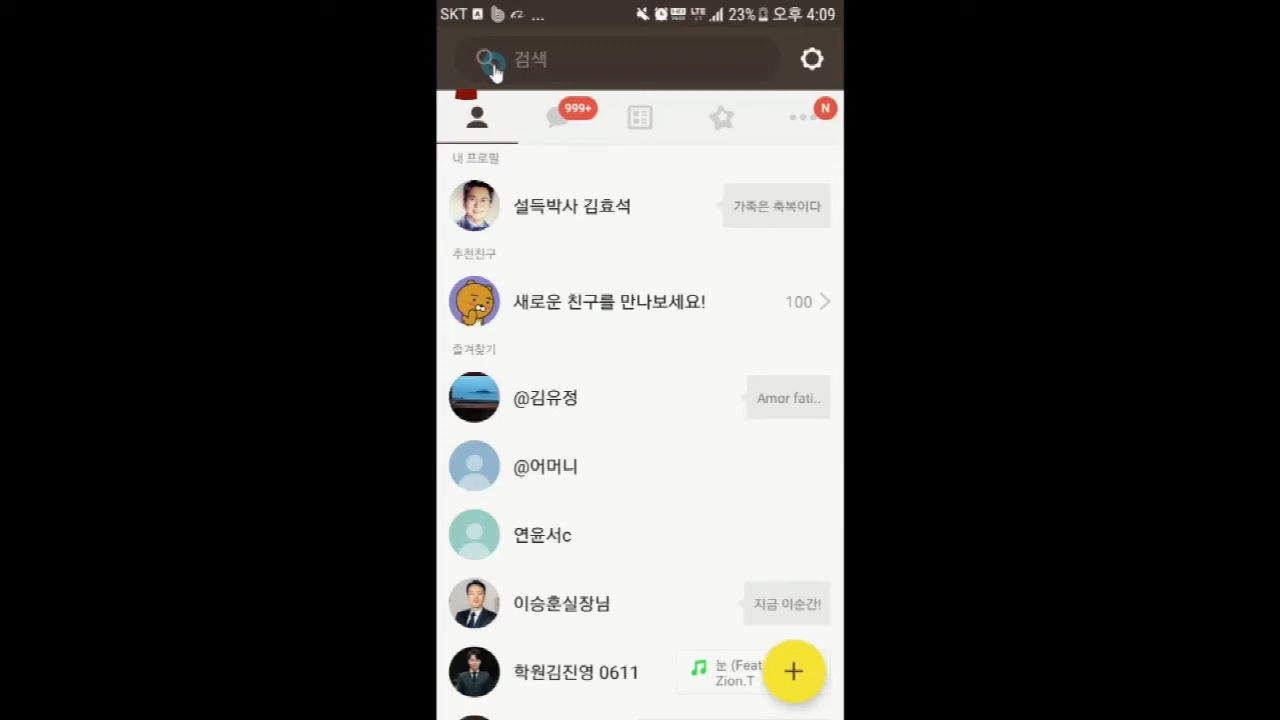 SKT
...
23%
오후 4:09
검색
999+
N
내 프로필
설득박사 김효석
가족은 축복이다
추천친구
새로운 친구를 만나보세요!
100
즐겨찾기
@김유정
Amor fati..
@어머니
연윤서c
이승훈실장님
지금 이순간!
학원김진영 0611
눈 (Feat
Zion.T
+